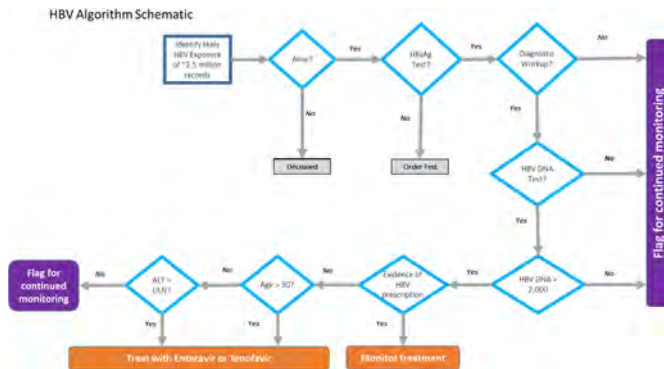 HBV Algorithm Schematic
Identify likely
HBV Exposure
of ~2.5 million
records
Alive?
Yes
HBsAg
Test?
Yes
Diagnostic
Workup?
No
No
No
Yes
Deceased
Order Test
HBV DNA
Test?
No
Flag for continued monitoring
Yes
Flag for
continued
monitoring
No
ALT >
No
Age > 30?
No
Evidence of
HBV
prescription
Yes
HBV DNA >
2,000
No
Yes
Yes
Yes
Treat with Enteravir or Tenofavir
Monitor treatment